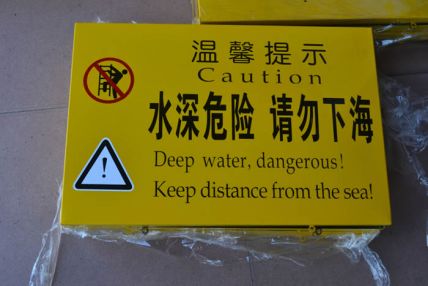 温馨提示
Caution
水深危险 请勿下海
Deep water, dangerous!
Keep distance from the sea!